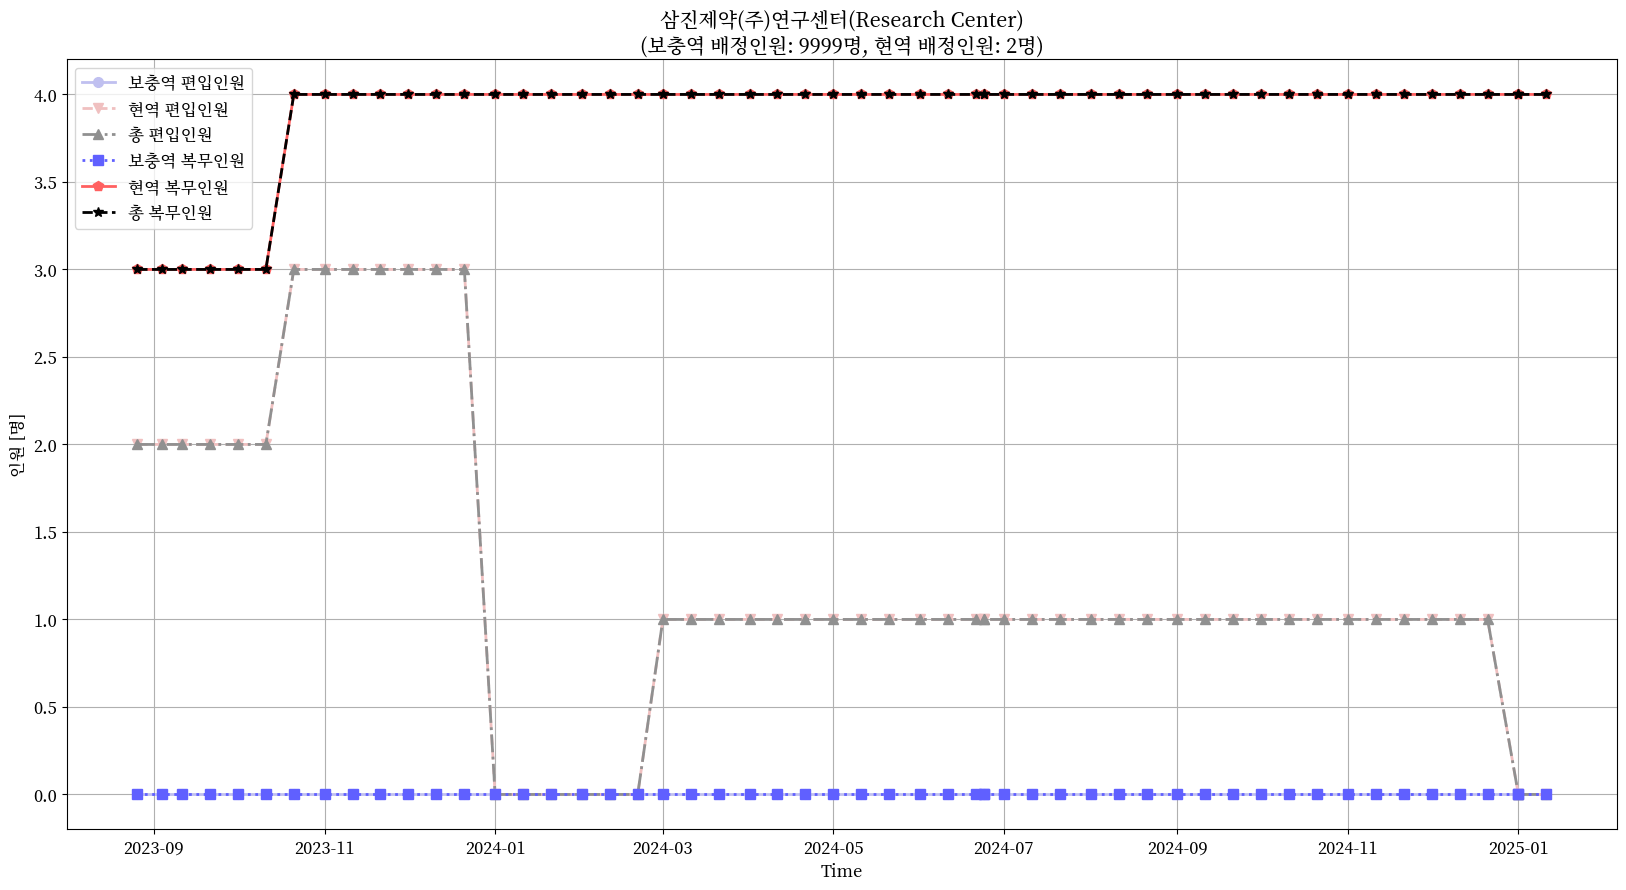 삼진제약(주)연구센터(Research Center)
(보충역 배정인원: 9999명, 현역 배정인원: 2명)
보충역 편입인원
현역 편입인원
총 편입인원
보충역 복무인원
현역 복무인원
총 복무인원
4.0
3.5
3.0
2.5
2.0
1.5
1.0
0.5
0.0
인원 [명]
2023-09
2023-11
2024-01
2024-03
2024-05
2024-07
2024-09
2024-11
2025-01
Time